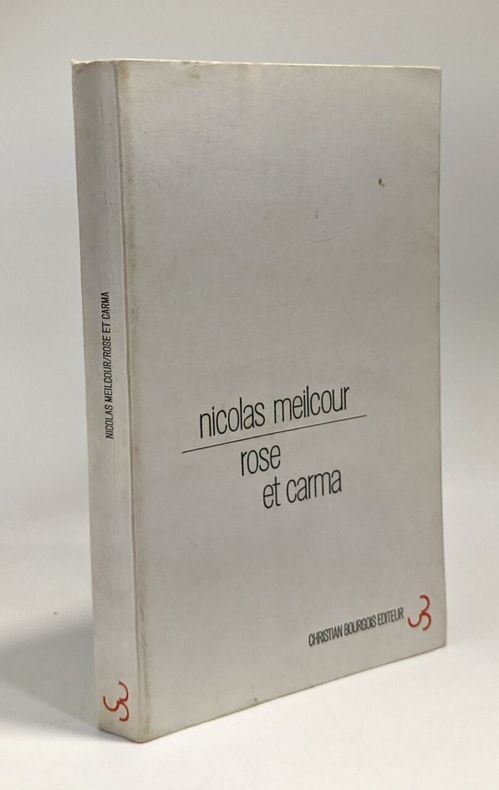 NICOLAS MEILCOUR/ROSE ET CARMA
nicolas meilcour
rose
et carma
CHRISTIAN BOURGOIS EDITEUR